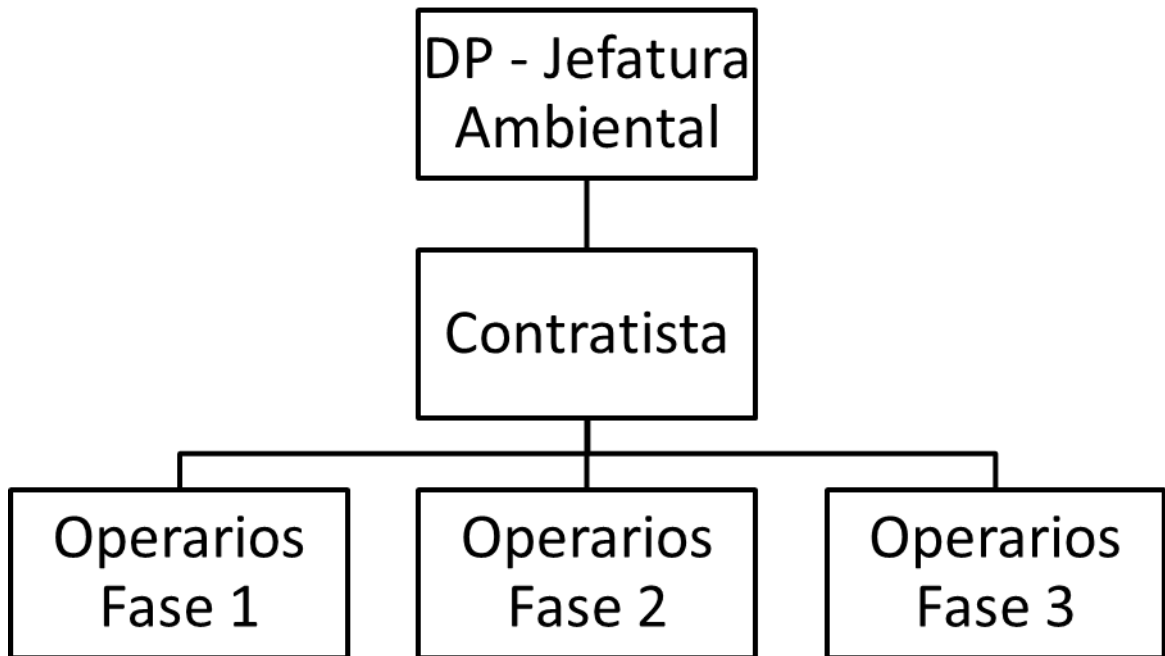 DP - Jefatura
Ambiental
Contratista
Operarios
Fase 1
Operarios
Fase 2
Operarios
Fase 3